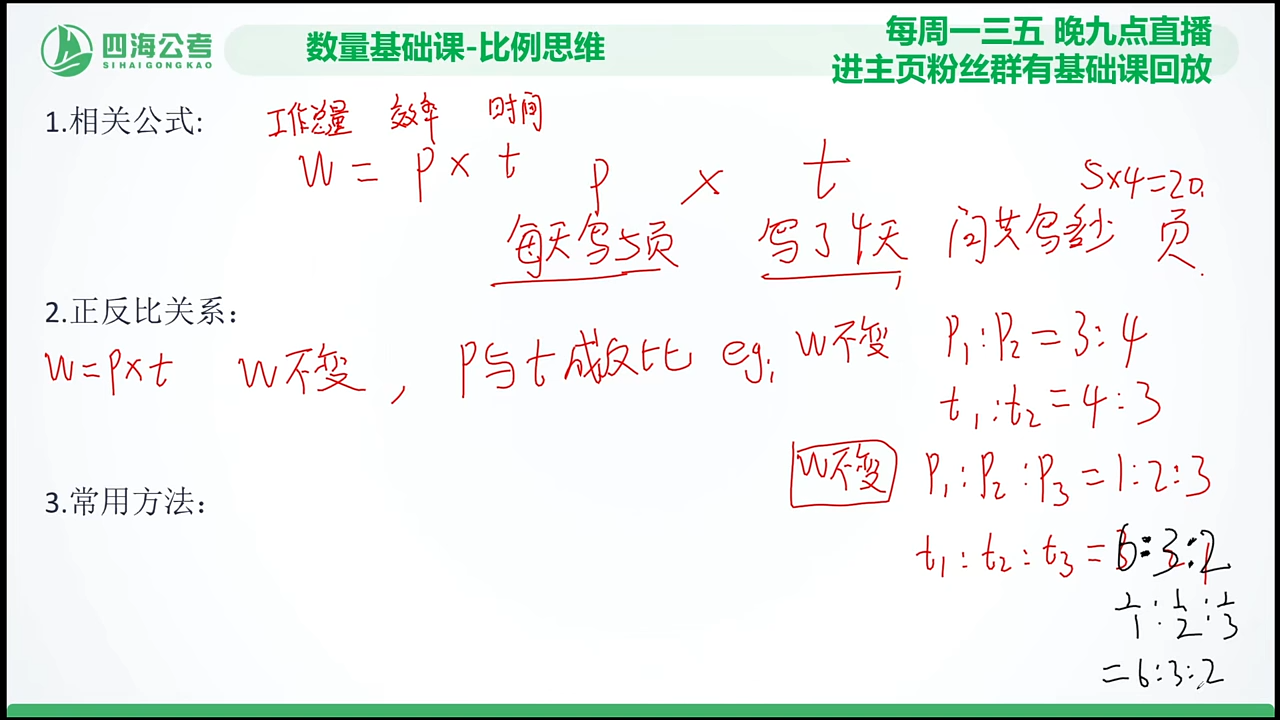 四海公考
SIHAIGONGKAO
数量基础课-比例思维
每周一三五 晚九点直播
进主页粉丝群有基础课回放
1.相关公式:
工作总量 效率 时间
W = P × t
P × t
5×4=20.
每天写5页 写了4天, 问共写多少页.
2.正反比关系：
W=P×t W不变, P与t成反比 eg. W不变 P₁:P₂=3:4
t₁:t₂=4:3
W不变 P₁:P₂:P₃=1:2:3
3.常用方法：
t₁:t₂:t₃=6:3:2
1/1:1/2:1/3
=6:3:2